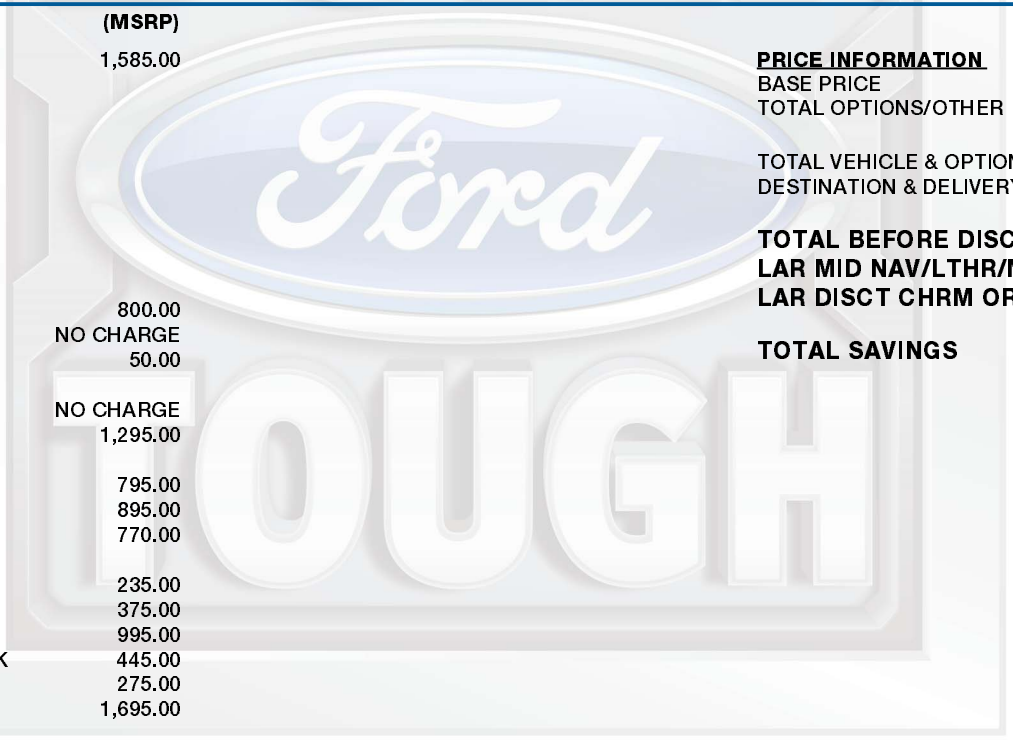 (MSRP)
1,585.00
800.00
NO CHARGE
50.00
NO CHARGE
1,295.00
795.00
895.00
770.00
235.00
375.00
995.00
K 445.00
275.00
1,695.00
PRICE INFORMATION
BASE PRICE
TOTAL OPTIONS/OTHER
TOTAL VEHICLE & OPTION
DESTINATION & DELIVERY
TOTAL BEFORE DISC
LAR MID NAV/LTHR/
LAR DISCT CHRM OR
TOTAL SAVINGS
Ford
TOUGH